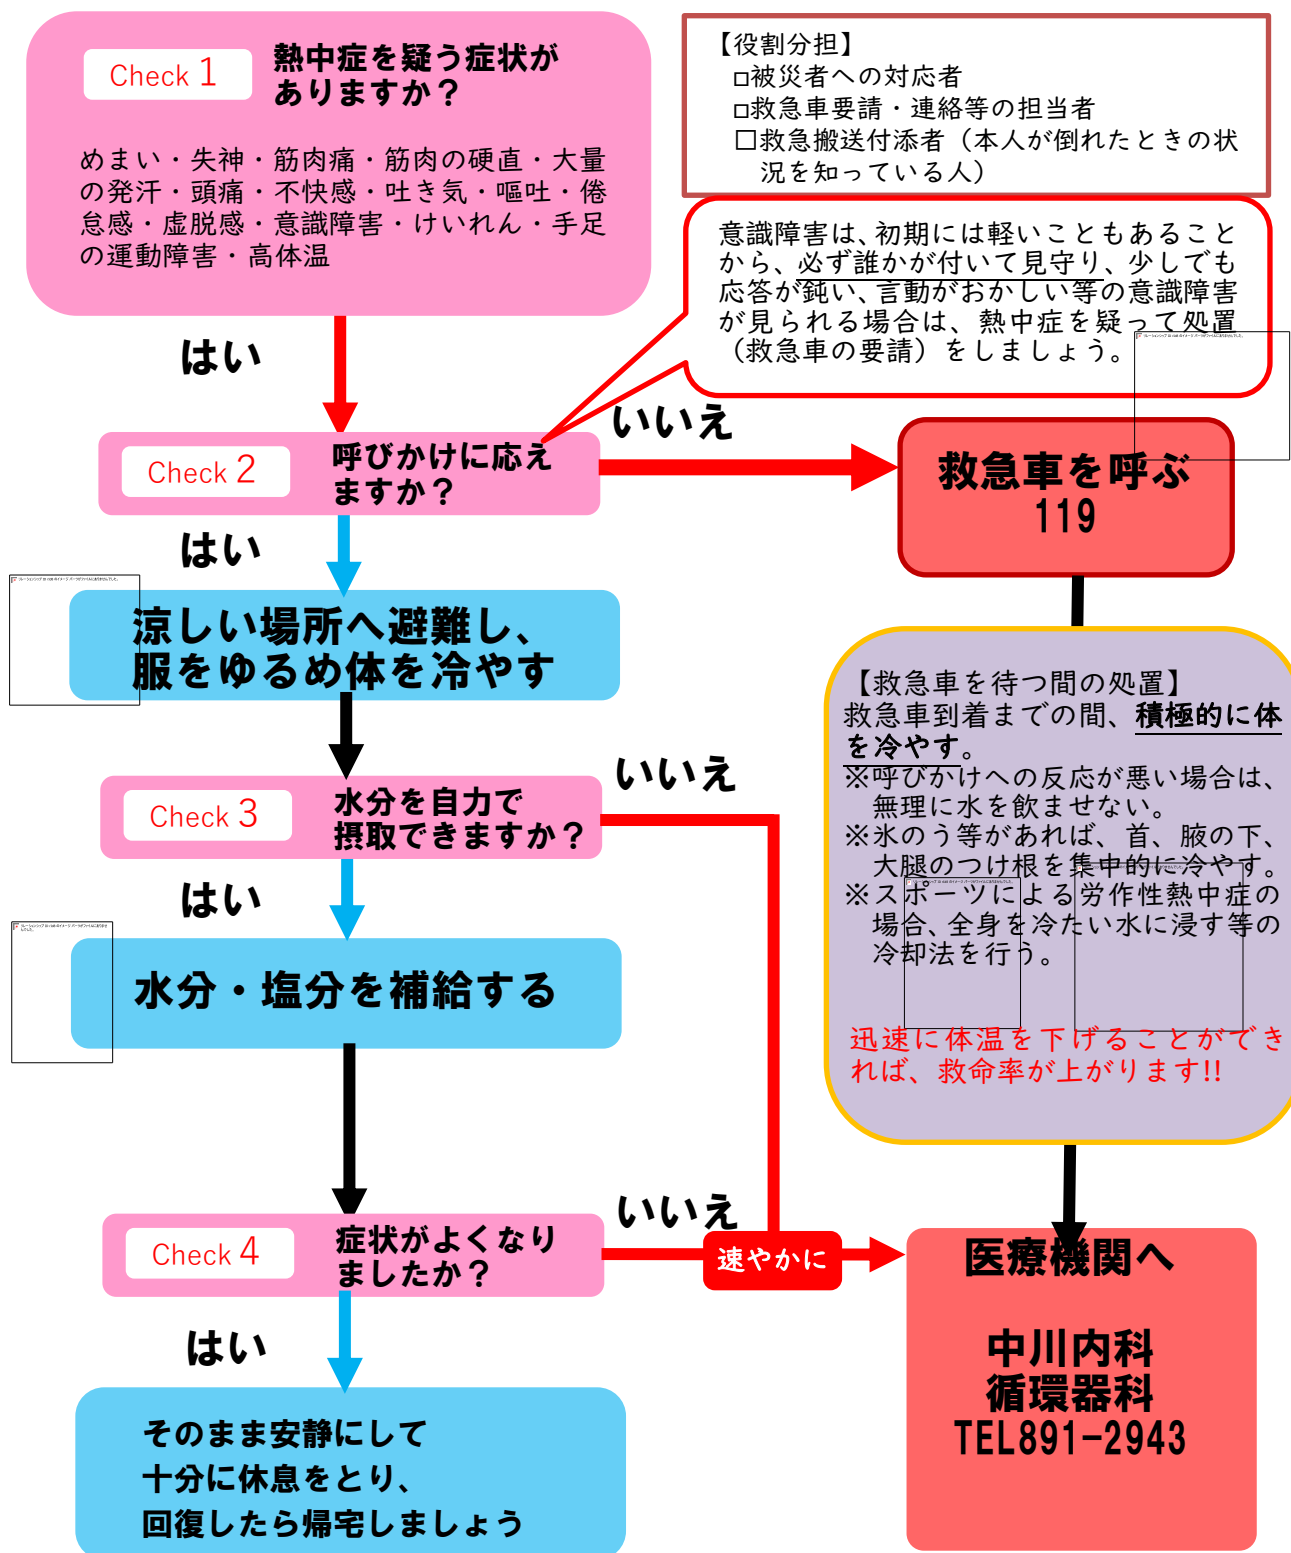 Check 1
熱中症を疑う症状が
ありますか？
めまい・失神・筋肉痛・筋肉の硬直・大量
の発汗・頭痛・不快感・吐き気・嘔吐・倦
怠感・虚脱感・意識障害・けいれん・手足
の運動障害・高体温
【役割分担】
□被災者への対応者
□救急車要請・連絡等の担当者
□救急搬送付添者（本人が倒れたときの状
況を知っている人）
意識障害は、初期には軽いこともあること
から、必ず誰かが付いて見守り、少しでも
応答が鈍い、言動がおかしい等の意識障害
が見られる場合は、熱中症を疑って処置
（救急車の要請）をしましょう。
はい
Check 2
呼びかけに応え
ますか？
いいえ
救急車を呼ぶ
119
はい
涼しい場所へ避難し、
服をゆるめ体を冷やす
【救急車を待つ間の処置】
救急車到着までの間、積極的に体
を冷やす。
※呼びかけへの反応が悪い場合は、
無理に水を飲ませない。
※氷のう等があれば、首、腋の下、
大腿のつけ根を集中的に冷やす。
※スポーツによる労作性熱中症の
場合、全身を冷たい水に浸す等の
冷却法を行う。
迅速に体温を下げることができ
れば、救命率が上がります!!
Check 3
水分を自力で
摂取できますか？
いいえ
はい
水分・塩分を補給する
Check 4
症状がよくなり
ましたか？
いいえ
速やかに
医療機関へ
中川内科
循環器科
TEL891-2943
はい
そのまま安静にして
十分に休息をとり、
回復したら帰宅しましょう